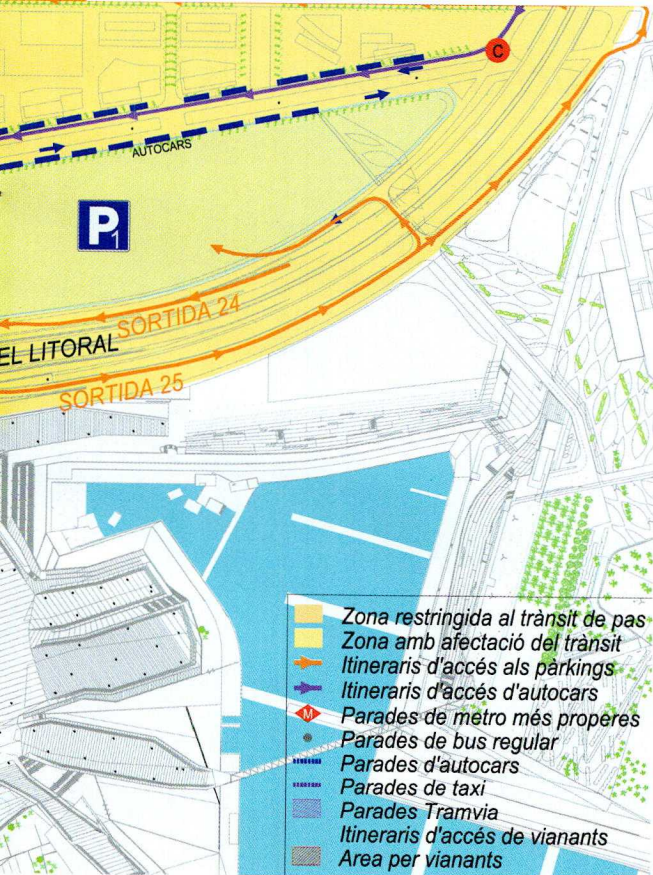 C
AUTOCARS
P1
SORTIDA 24
EL LITORAL
SORTIDA 25
Zona restringida al trànsit de pas
Zona amb afectació del trànsit
Itineraris d'accés als pàrkings
Itineraris d'accés d'autocars
M Parades de metro més properes
Parades de bus regular
Parades d'autocars
Parades de taxi
Parades Tramvia
Itineraris d'accés de vianants
Area per vianants